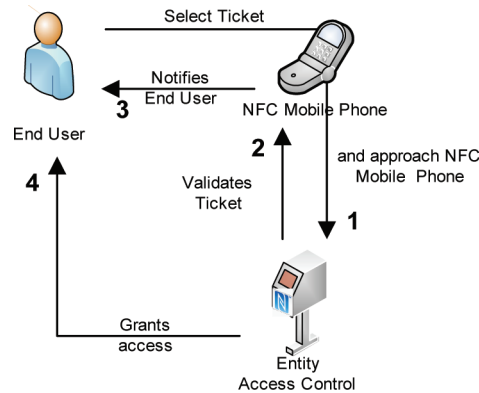 Select Ticket
Notifies
3 End User
NFC Mobile Phone
End User
2
and approach NFC
Mobile Phone
4
Validates
Ticket
1
N
Grants
access
Entity
Access Control